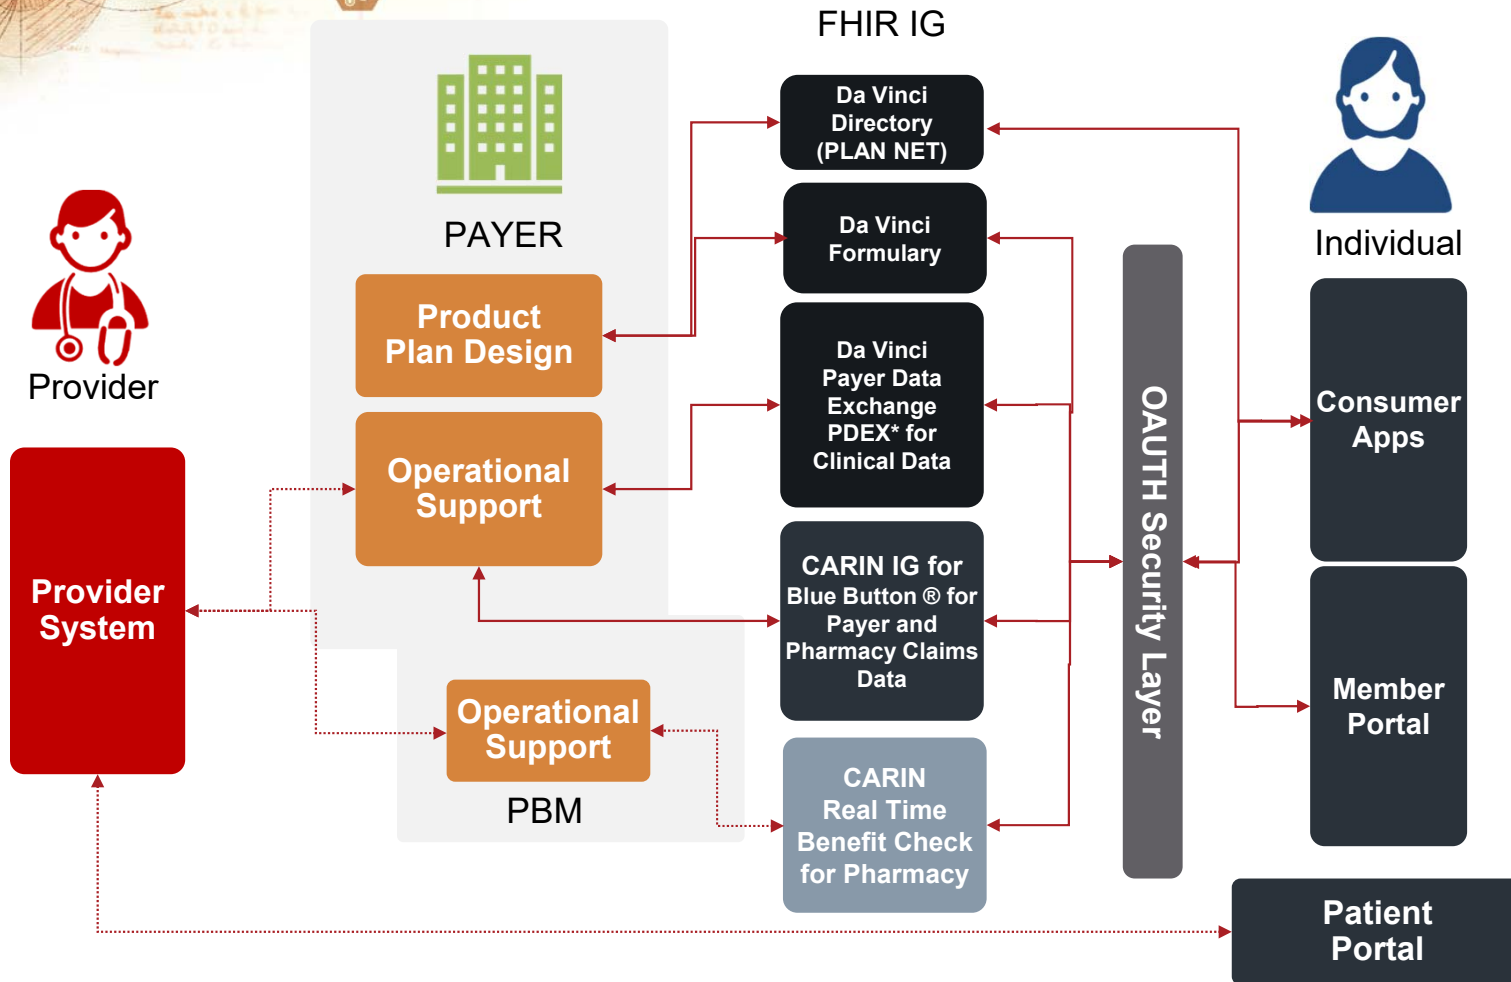 FHIR IG
Provider
Provider
System
PAYER
Product
Plan Design
Operational
Support
Operational
Support
PBM
Da Vinci
Directory
(PLAN NET)
Da Vinci
Formulary
Da Vinci
Payer Data
Exchange
PDEX* for
Clinical Data
CARIN IG for
Blue Button ® for
Payer and
Pharmacy Claims
Data
CARIN
Real Time
Benefit Check
for Pharmacy
OAUTH Security Layer
Individual
Consumer
Apps
Member
Portal
Patient
Portal